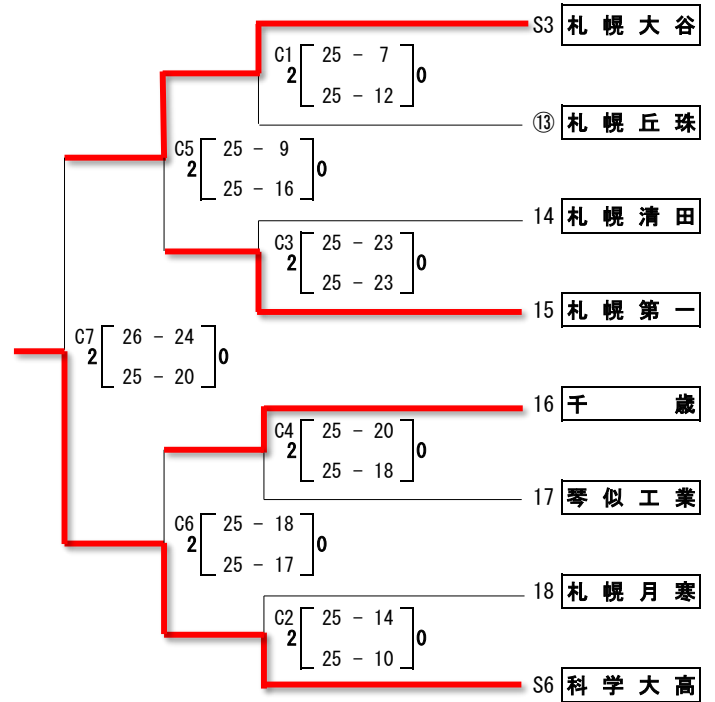 S3 札幌大谷
C1 25 - 7
2 0
25 - 12
⑬ 札幌丘珠
C5 25 - 9
2 0
25 - 16
14 札幌清田
C3 25 - 23
2 0
25 - 23
15 札幌第一
C7 26 - 24
2 0
25 - 20
16 千歳
C4 25 - 20
2 0
25 - 18
17 琴似工業
C6 25 - 18
2 0
25 - 17
18 札幌月寒
C2 25 - 14
2 0
25 - 10
S6 科学大高